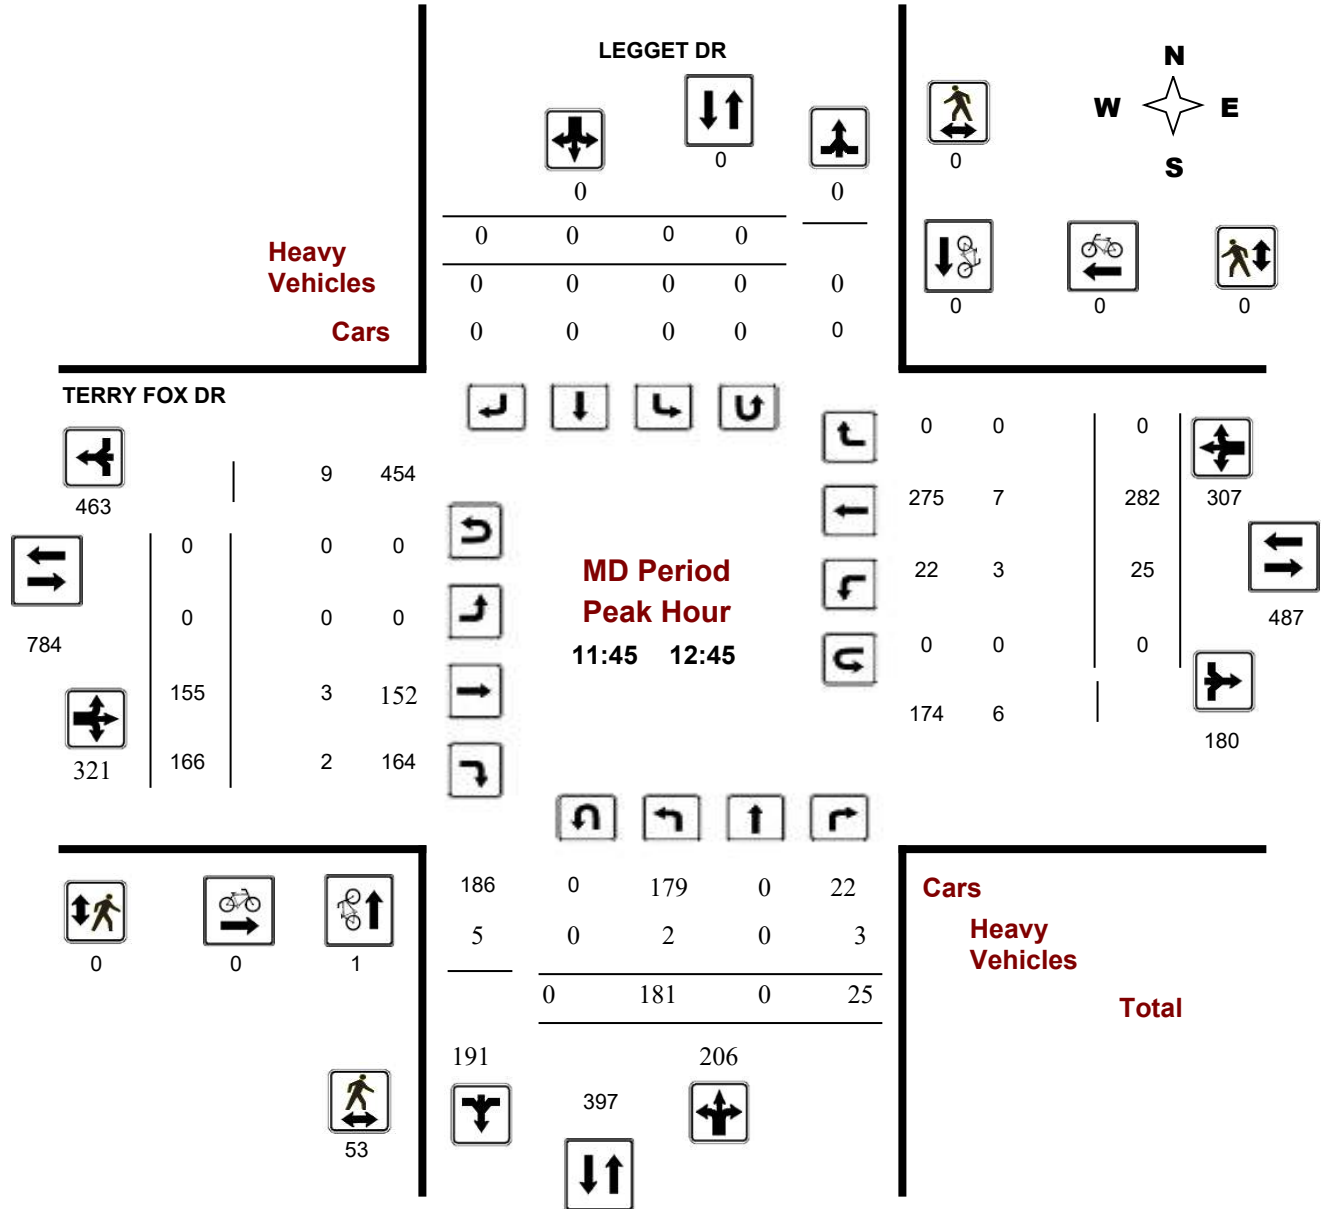 LEGGET DR
N
W E
S
0
0
0 0
0 0 0 0
Heavy
Vehicles
0 0 0 0 0
Cars
0 0 0 0 0
0 0 0
TERRY FOX DR
463
9 454
0 0 0
0 0 0
784
155 3 152
321
166 2 164
MD Period
Peak Hour
11:45 12:45
0 0 0
275 7 282 307
22 3 25
487
0 0 0
174 6
180
186 0 179 0 22
5 0 2 0 3
0 181 0 25
191 206
397
Cars
Heavy
Vehicles
Total
0 0 1
53